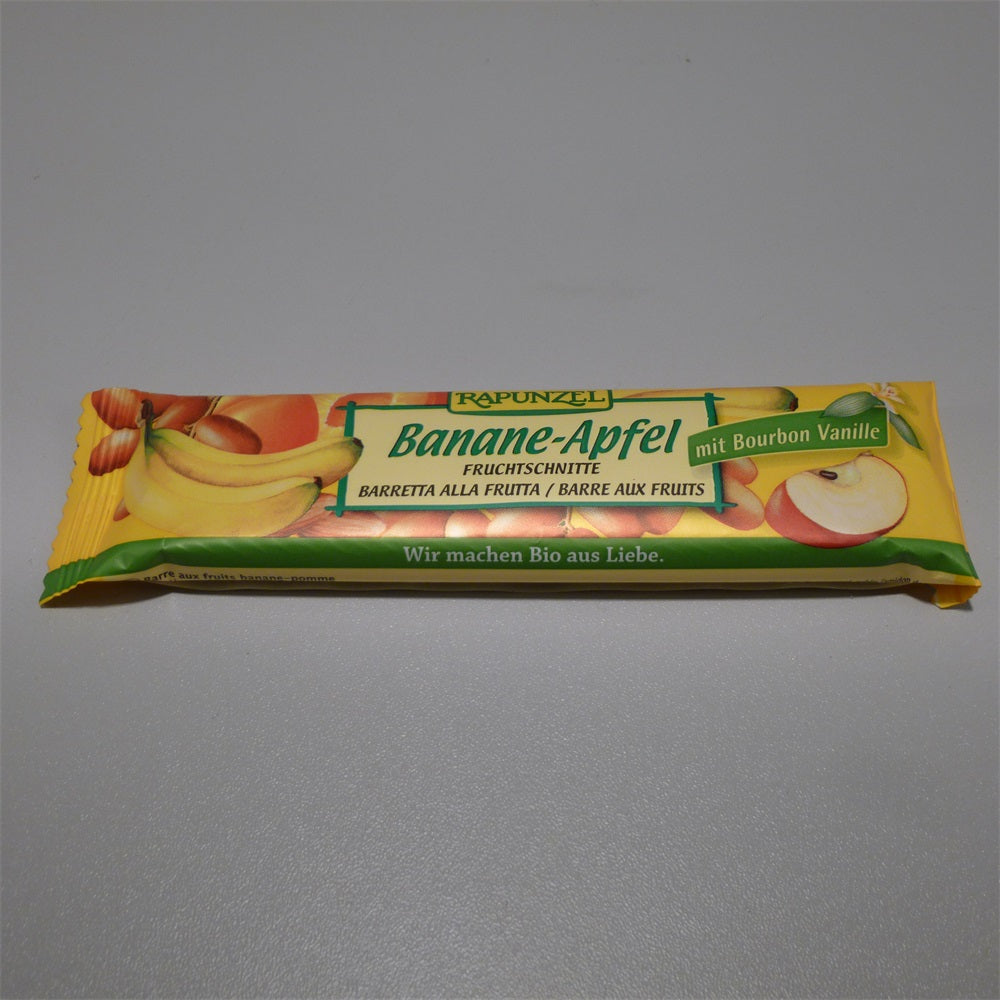 RAPUNZEL
Banane-Apfel
FRUCHTSCHNITTE
BARRETTA ALLA FRUTTA / BARRE AUX FRUITS
mit Bourbon Vanille
Wir machen Bio aus Liebe.
Barre aux fruits banane-pomme